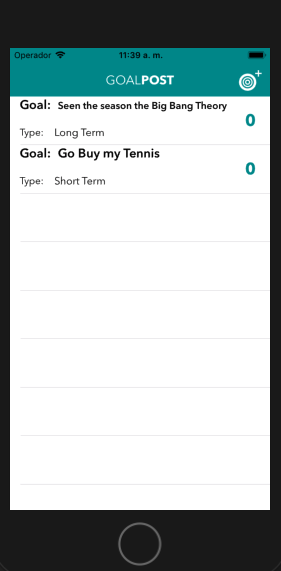 Operador 11:39 a. m.
GOALPOST
Goal: Seen the season the Big Bang Theory
0
Type: Long Term
Goal: Go Buy my Tennis
0
Type: Short Term